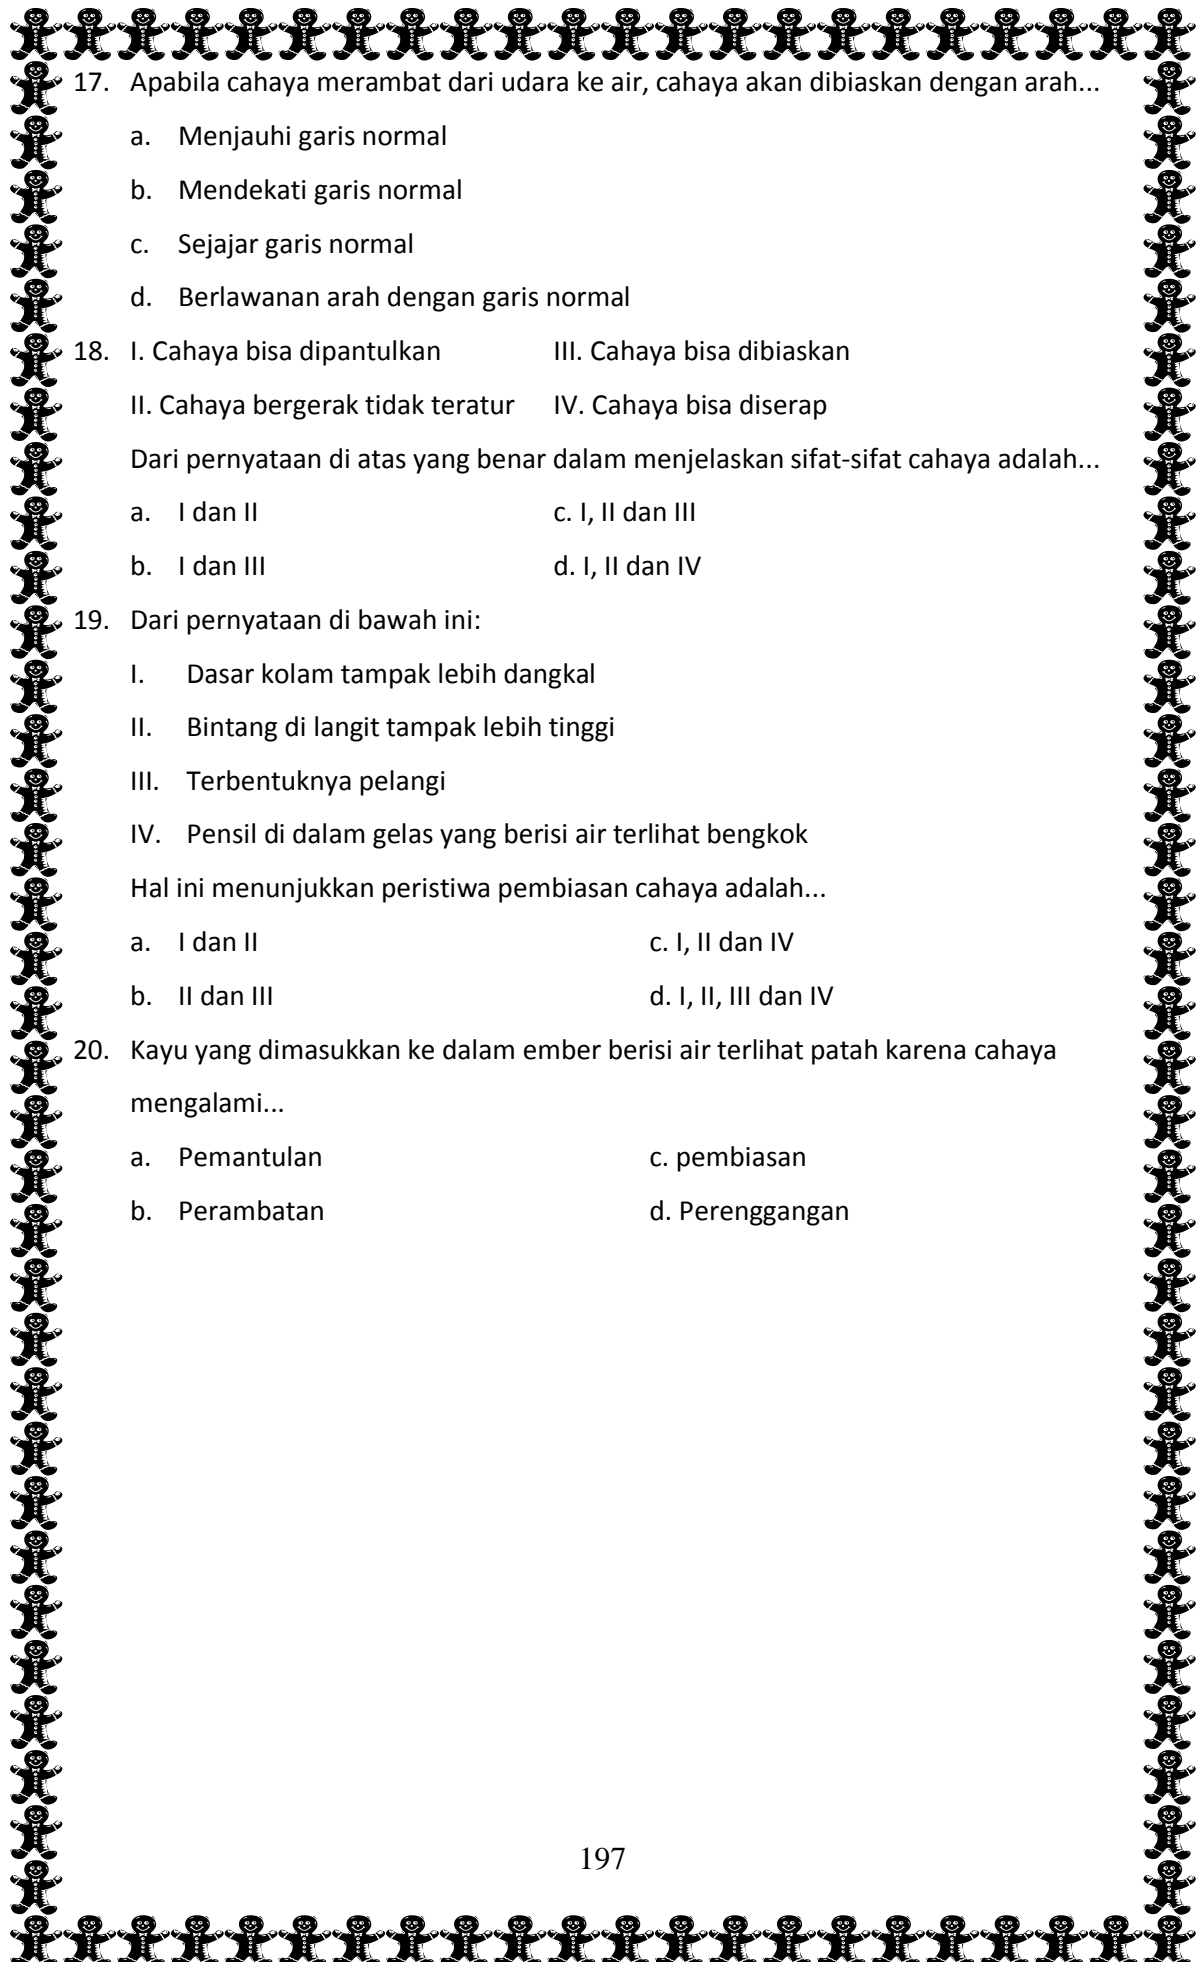 17. Apabila cahaya merambat dari udara ke air, cahaya akan dibiaskan dengan arah...
a. Menjauhi garis normal
b. Mendekati garis normal
c. Sejajar garis normal
d. Berlawanan arah dengan garis normal
18. I. Cahaya bisa dipantulkan III. Cahaya bisa dibiaskan
II. Cahaya bergerak tidak teratur IV. Cahaya bisa diserap
Dari pernyataan di atas yang benar dalam menjelaskan sifat-sifat cahaya adalah...
a. I dan II c. I, II dan III
b. I dan III d. I, II dan IV
19. Dari pernyataan di bawah ini:
I. Dasar kolam tampak lebih dangkal
II. Bintang di langit tampak lebih tinggi
III. Terbentuknya pelangi
IV. Pensil di dalam gelas yang berisi air terlihat bengkok
Hal ini menunjukkan peristiwa pembiasan cahaya adalah...
a. I dan II c. I, II dan IV
b. II dan III d. I, II, III dan IV
20. Kayu yang dimasukkan ke dalam ember berisi air terlihat patah karena cahaya
mengalami...
a. Pemantulan c. pembiasan
b. Perambatan d. Perenggangan
197